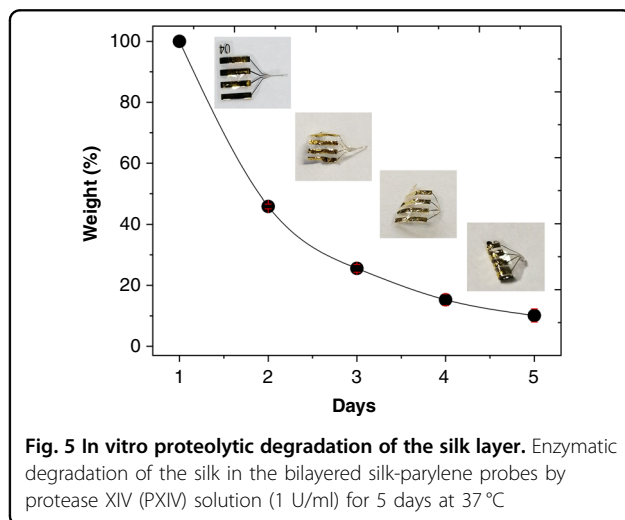 100
80
60
40
20
0
Weight (%)
04
1 2 3 4 5
Days
Fig. 5 In vitro proteolytic degradation of the silk layer. Enzymatic
degradation of the silk in the bilayered silk-parylene probes by
protease XIV (PXIV) solution (1 U/ml) for 5 days at 37 °C